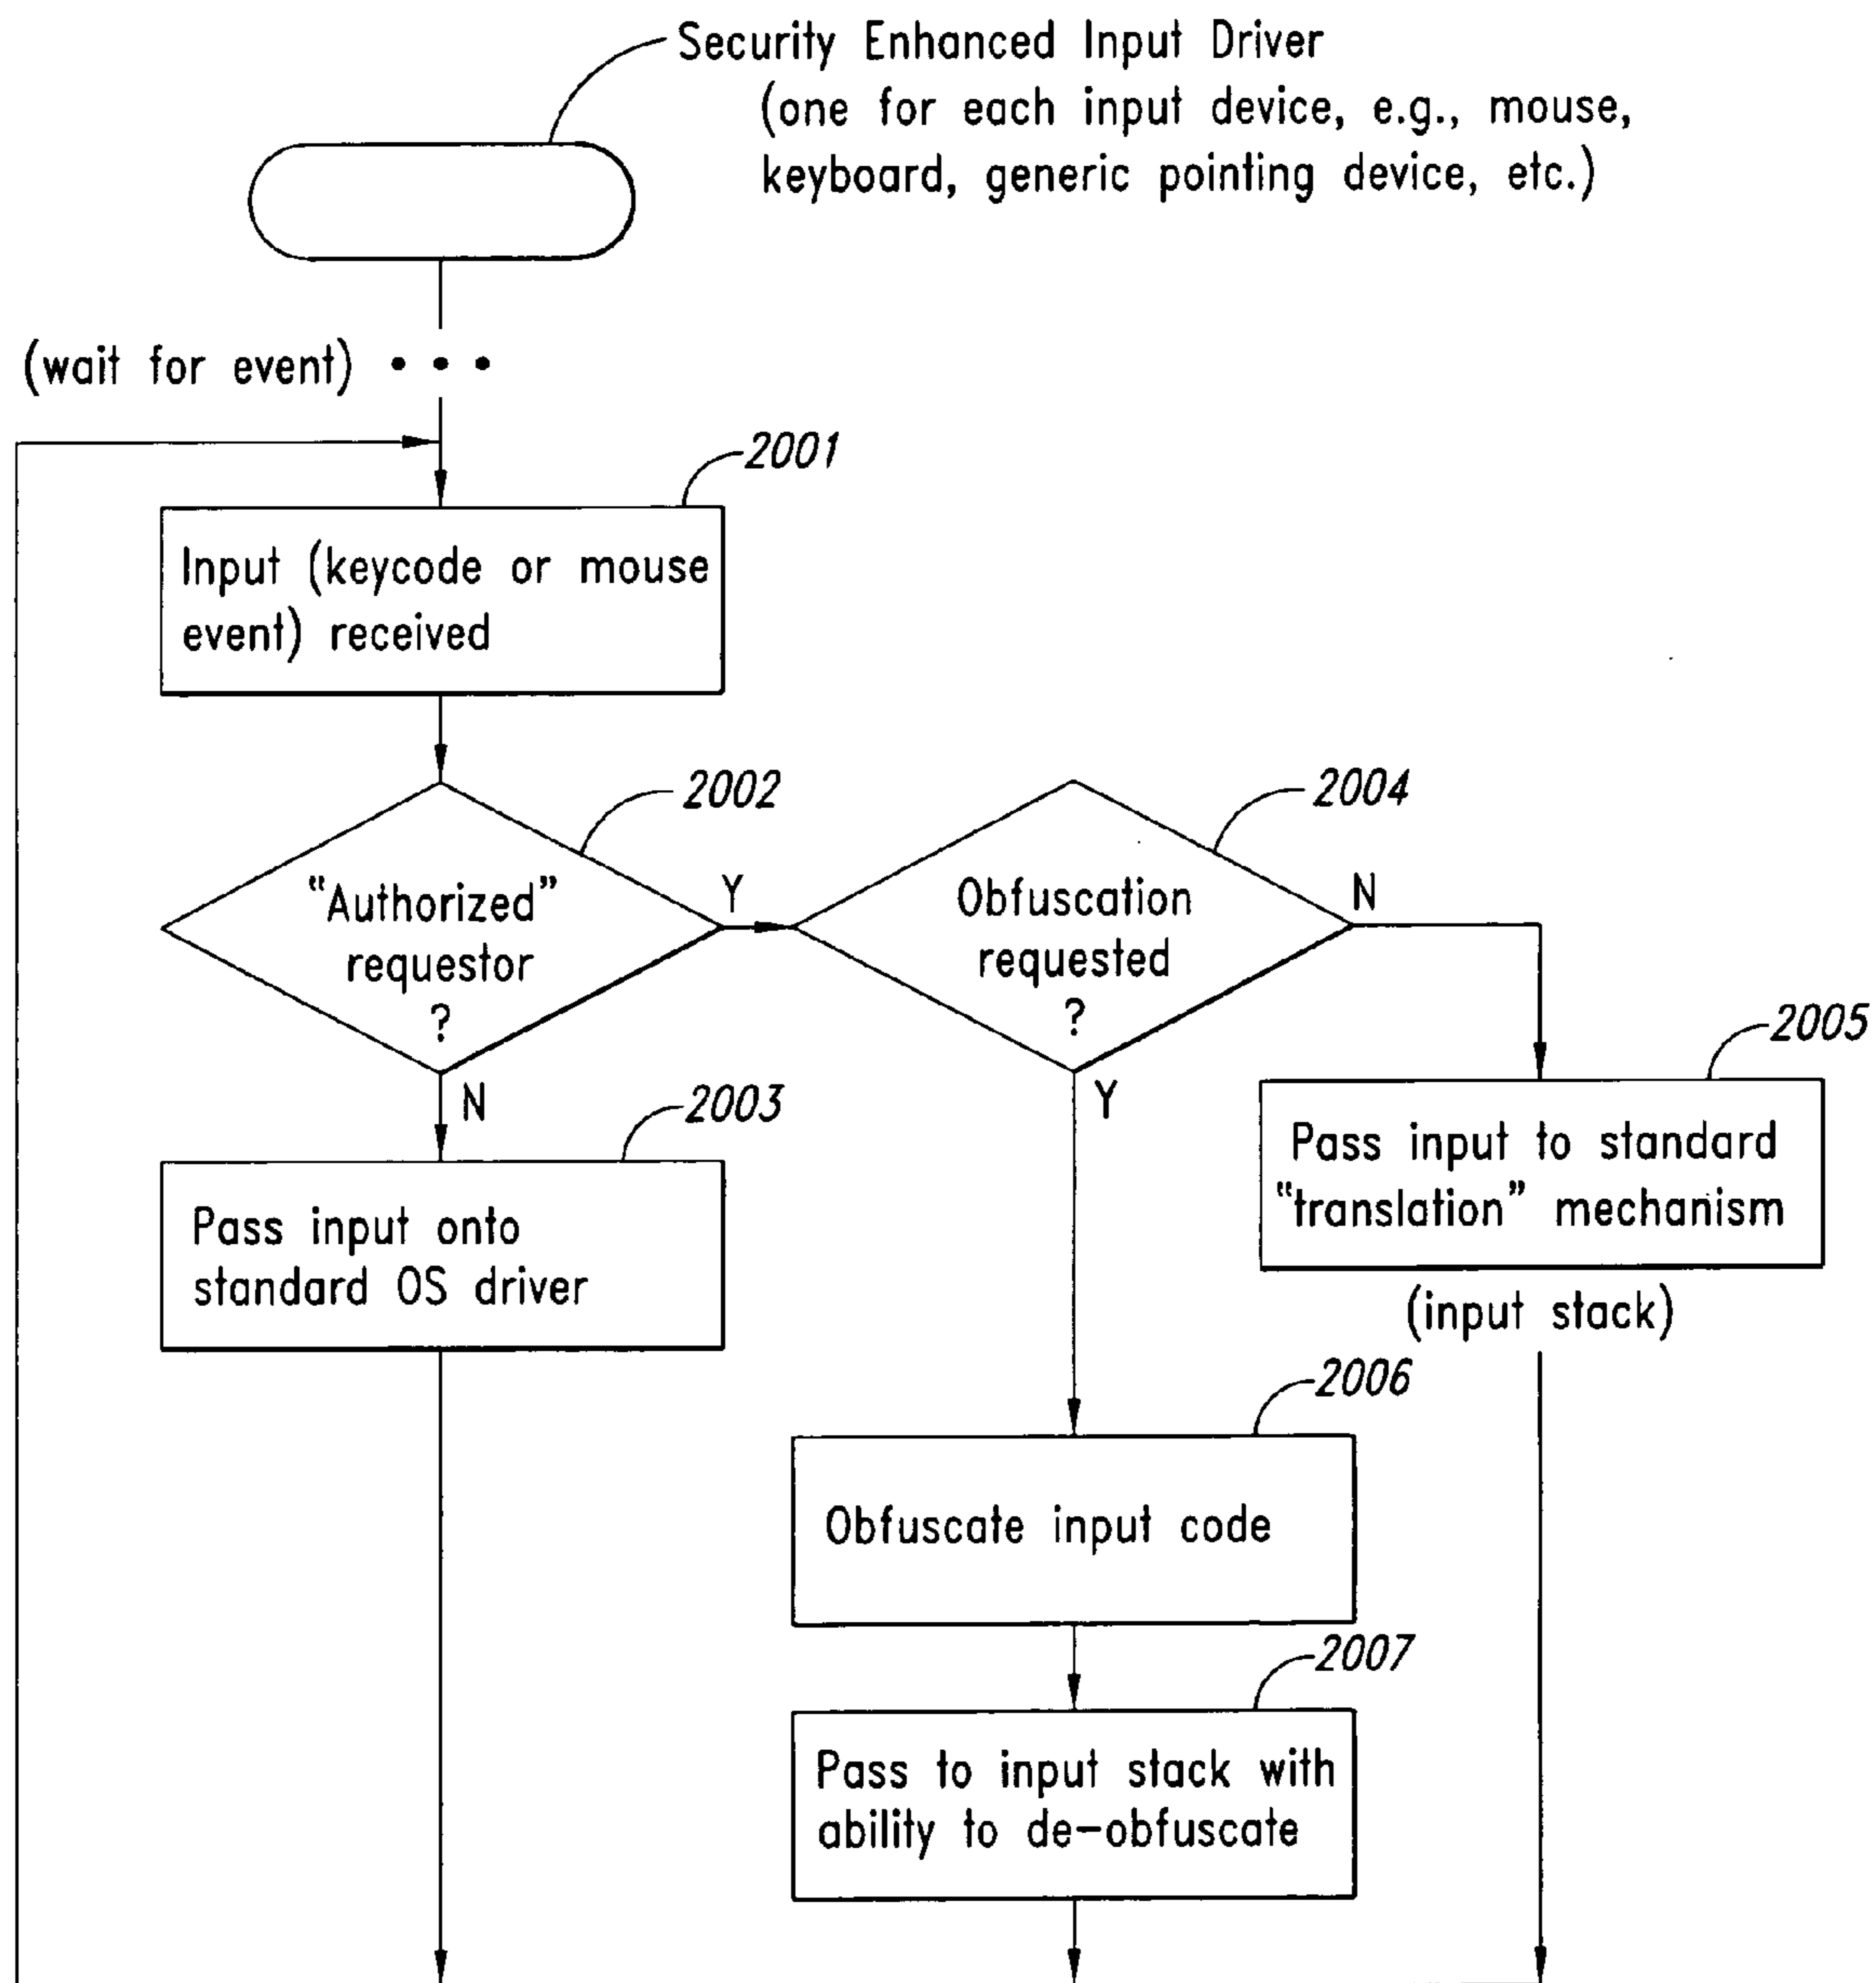 Security Enhanced Input Driver
(one for each input device, e.g., mouse,
keyboard, generic pointing device, etc.)
(wait for event) • • •
2001
Input (keycode or mouse
event) received
2002
"Authorized"
requestor
?
Y
N
2004
Obfuscation
requested
?
N
Y
2003
Pass input onto
standard OS driver
2005
Pass input to standard
"translation" mechanism
(input stack)
2006
Obfuscate input code
2007
Pass to input stack with
ability to de-obfuscate